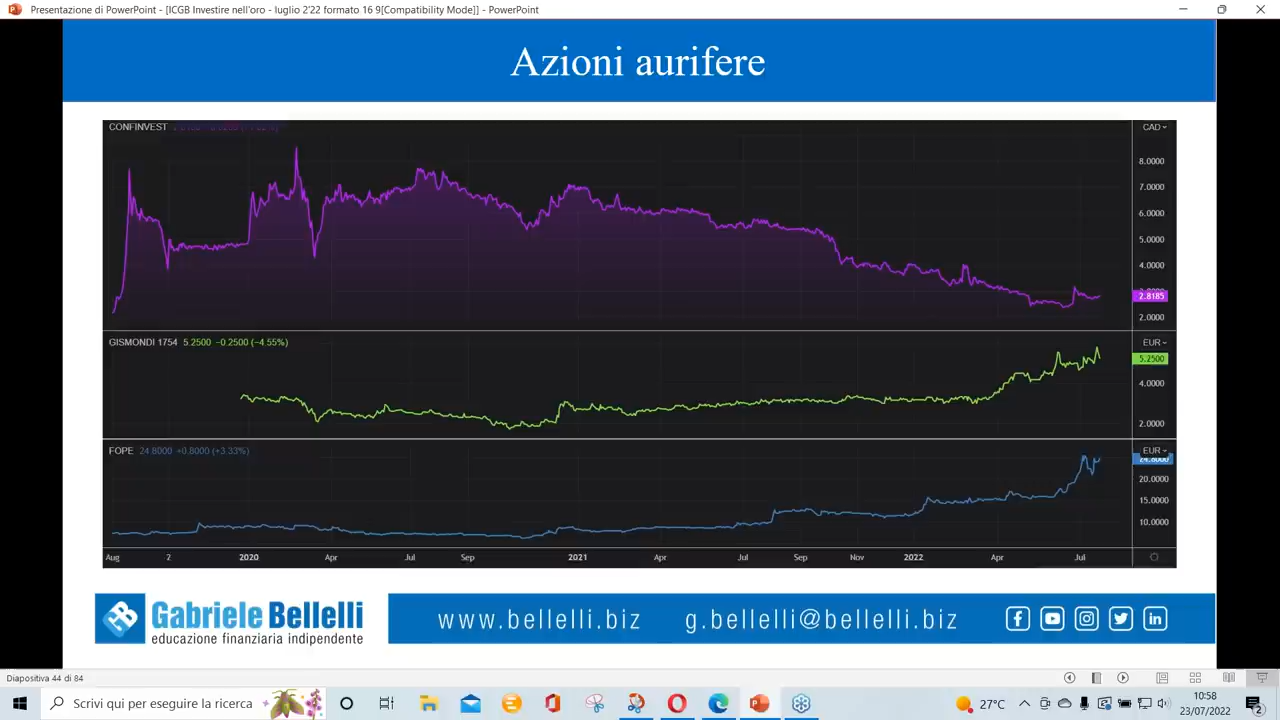 Presentazione di PowerPoint - [ICGB Investire nell'oro - luglio 2'22 formato 16 9[Compatibility Mode]] - PowerPoint
Azioni aurifere
CONFINVEST
CAD
8.0000
7.0000
6.0000
5.0000
4.0000
2.8185
2.0000
GISMONDI 1754 5.2500 −0.2500 (−4.55%)
EUR
5.2500
4.0000
2.0000
FOPE 24.8000 +0.8000 (+3.33%)
EUR
24.8000
20.0000
15.0000
10.0000
Aug 2 2020 Apr Jul Sep 2021 Apr Jul Sep Nov 2022 Apr Jul
Gabriele Bellelli
educazione finanziaria indipendente
www.bellelli.biz g.bellelli@bellelli.biz
Diapositiva 44 di 84
Scrivi qui per eseguire la ricerca
27°C
10:58
23/07/2022
2